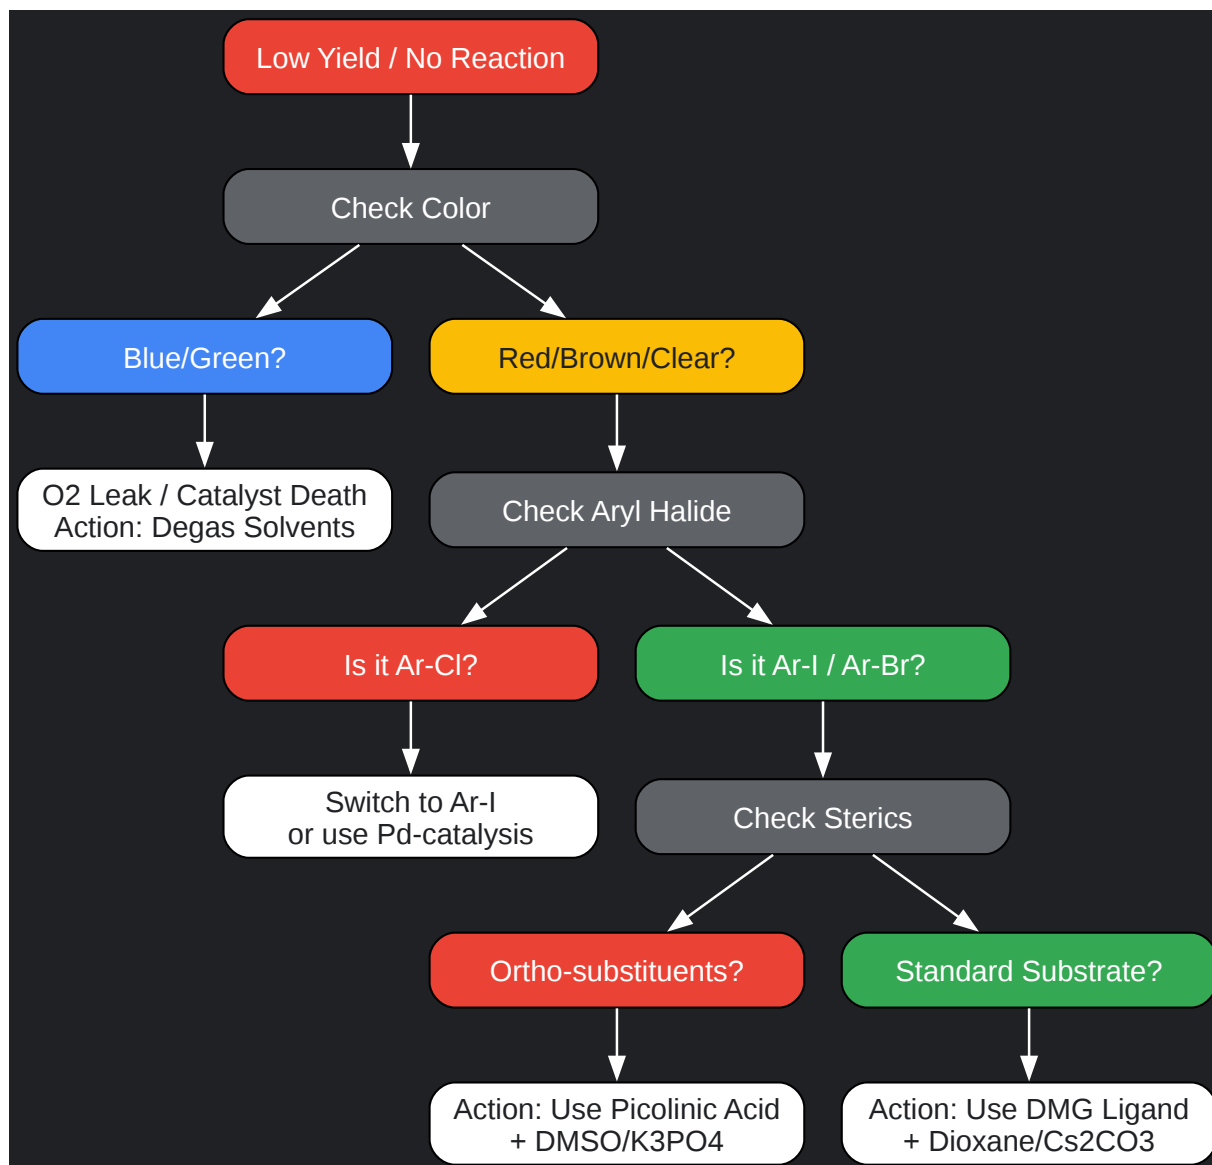 Low Yield / No Reaction
Check Color
Blue/Green?
Red/Brown/Clear?
O2 Leak / Catalyst Death
Action: Degas Solvents
Check Aryl Halide
Is it Ar-Cl?
Is it Ar-I / Ar-Br?
Switch to Ar-I
or use Pd-catalysis
Check Sterics
Ortho-substituents?
Standard Substrate?
Action: Use Picolinic Acid
+ DMSO/K3PO4
Action: Use DMG Ligand
+ Dioxane/Cs2CO3